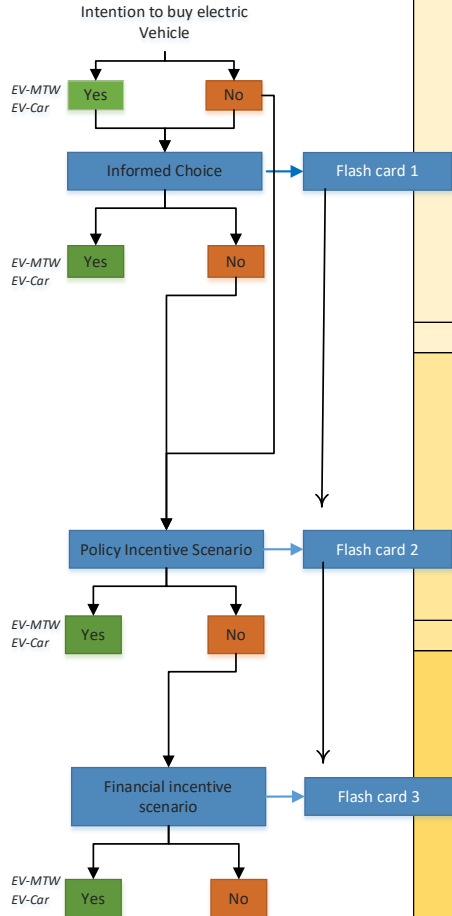 Intention to buy electric
Vehicle
EV-MTW
EV-Car
Yes
No
Informed Choice
Flash card 1
EV-MTW
EV-Car
Yes
No
Policy Incentive Scenario
Flash card 2
EV-MTW
EV-Car
Yes
No
Financial incentive
scenario
Flash card 3
EV-MTW
EV-Car
Yes
No